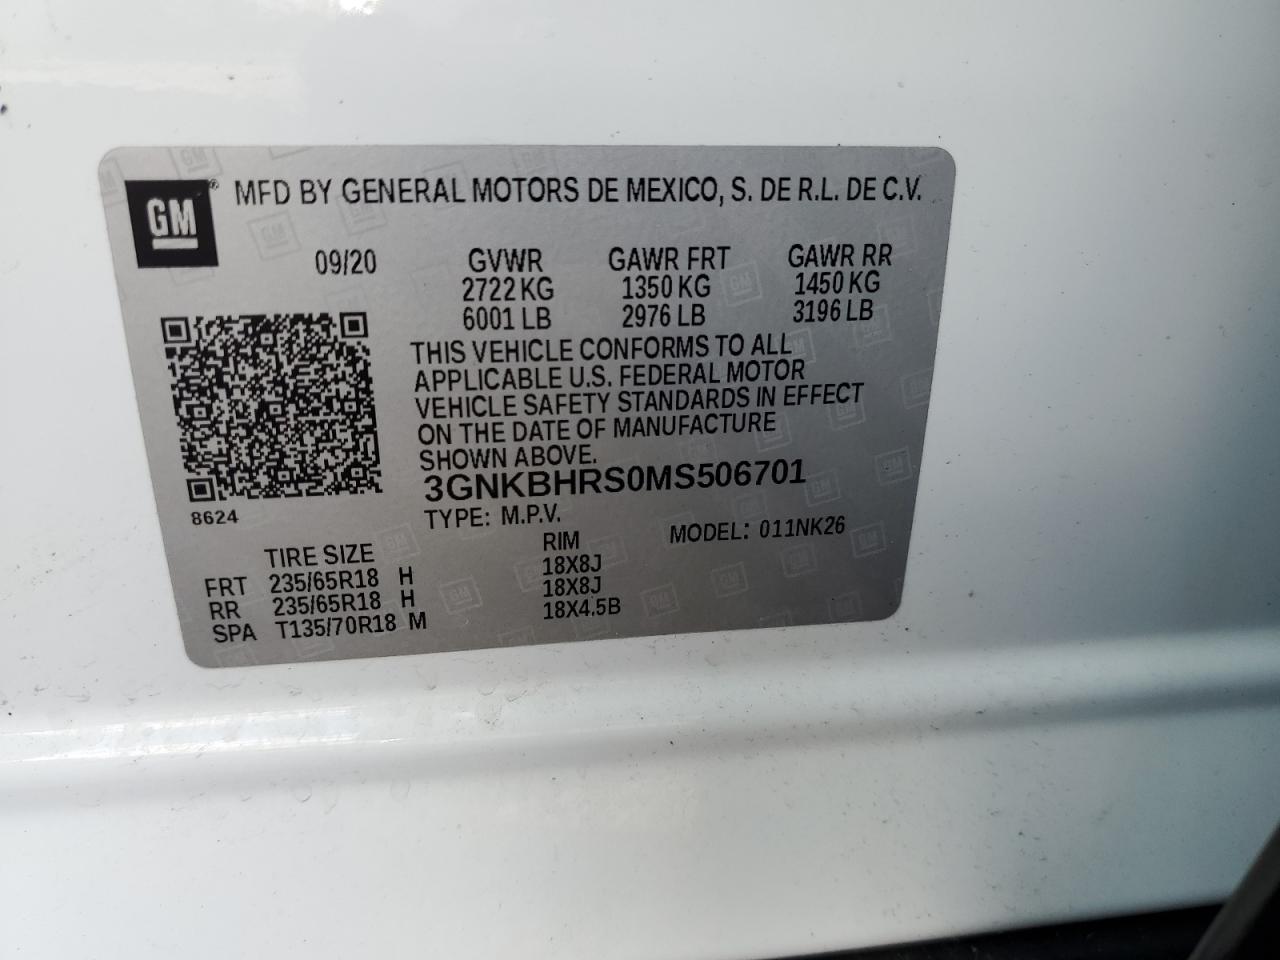 GM® MFD BY GENERAL MOTORS DE MEXICO, S. DE R.L. DE C.V.
09/20 GVWR GAWR FRT GAWR RR
2722 KG 1350 KG 1450 KG
6001 LB 2976 LB 3196 LB
THIS VEHICLE CONFORMS TO ALL
APPLICABLE U.S. FEDERAL MOTOR
VEHICLE SAFETY STANDARDS IN EFFECT
ON THE DATE OF MANUFACTURE
SHOWN ABOVE.
3GNKBHRS0MS506701
8624
TYPE: M.P.V. MODEL: 011NK26
TIRE SIZE RIM
FRT 235/65R18 H 18X8J
RR 235/65R18 H 18X8J
SPA T135/70R18 M 18X4.5B